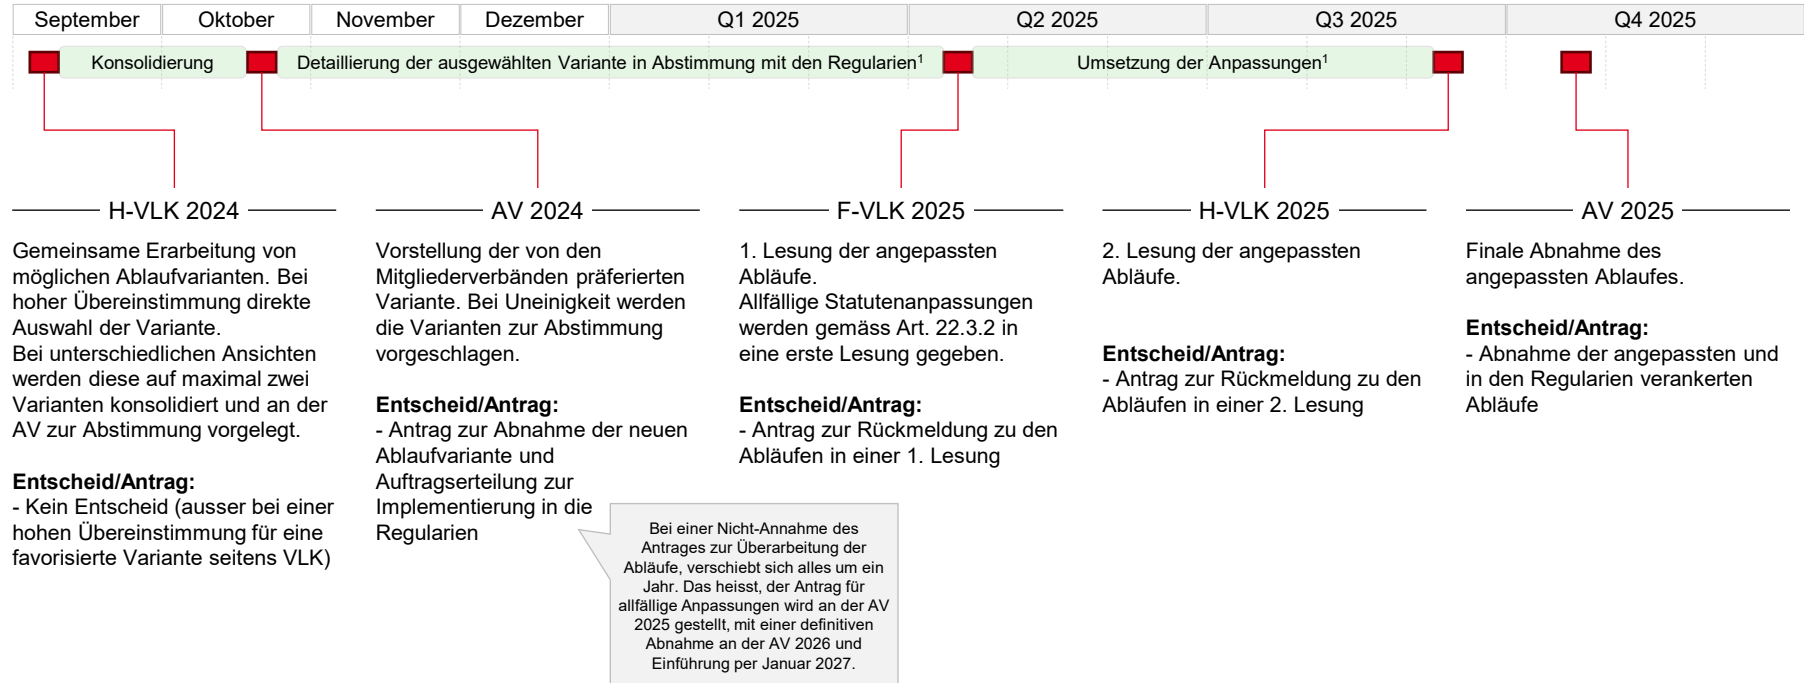 September
Oktober
November
Dezember
Q1 2025
Q2 2025
Q3 2025
Q4 2025
Konsolidierung
Detaillierung der ausgewählten Variante in Abstimmung mit den Regularien¹
Umsetzung der Anpassungen¹
H-VLK 2024
Gemeinsame Erarbeitung von
möglichen Ablaufvarianten. Bei
hoher Übereinstimmung direkte
Auswahl der Variante.
Bei unterschiedlichen Ansichten
werden diese auf maximal zwei
Varianten konsolidiert und an der
AV zur Abstimmung vorgelegt.
Entscheid/Antrag:
- Kein Entscheid (ausser bei einer
hohen Übereinstimmung für eine
favorisierte Variante seitens VLK)
AV 2024
Vorstellung der von den
Mitgliederverbänden präferierten
Variante. Bei Uneinigkeit werden
die Varianten zur Abstimmung
vorgeschlagen.
Entscheid/Antrag:
- Antrag zur Abnahme der neuen
Ablaufvariante und
Auftragserteilung zur
Implementierung in die
Regularien
Bei einer Nicht-Annahme des
Antrages zur Überarbeitung der
Abläufe, verschiebt sich alles um ein
Jahr. Das heisst, der Antrag für
allfällige Anpassungen wird an der AV
2025 gestellt, mit einer definitiven
Abnahme an der AV 2026 und
Einführung per Januar 2027.
F-VLK 2025
1. Lesung der angepassten
Abläufe.
Allfällige Statutenanpassungen
werden gemäss Art. 22.3.2 in
eine erste Lesung gegeben.
Entscheid/Antrag:
- Antrag zur Rückmeldung zu den
Abläufen in einer 1. Lesung
H-VLK 2025
2. Lesung der angepassten
Abläufe.
Entscheid/Antrag:
- Antrag zur Rückmeldung zu den
Abläufen in einer 2. Lesung
AV 2025
Finale Abnahme des
angepassten Ablaufes.
Entscheid/Antrag:
- Abnahme der angepassten und
in den Regularien verankerten
Abläufe